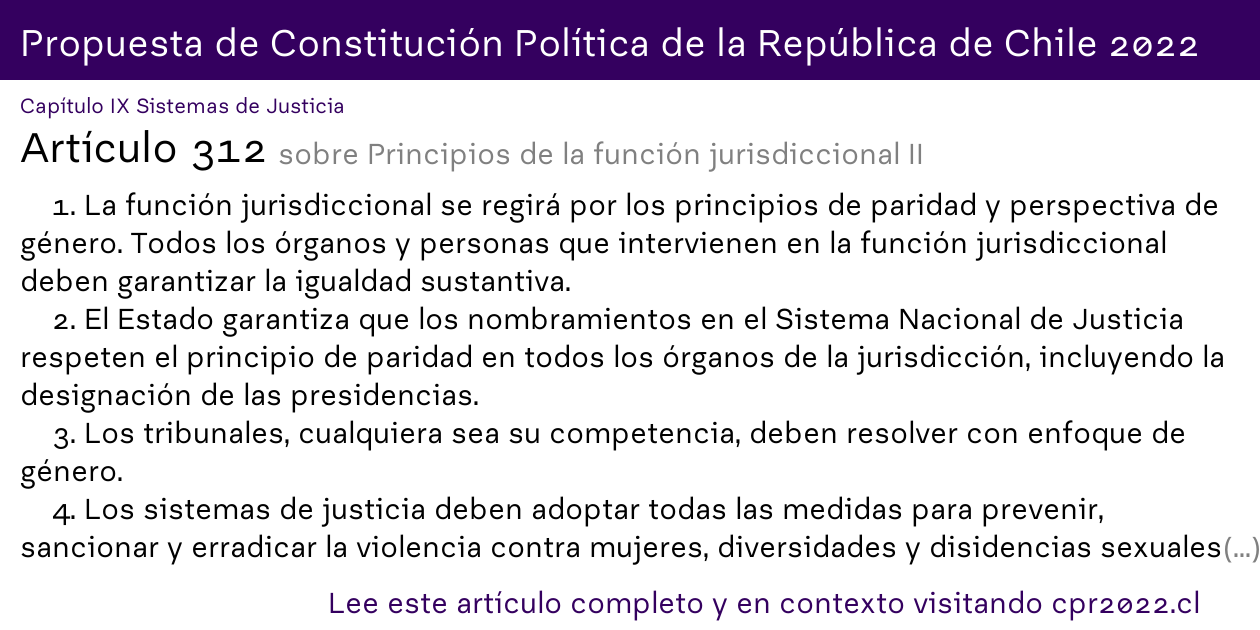 Propuesta de Constitución Política de la República de Chile 2022
Capítulo IX Sistemas de Justicia
Artículo 312 sobre Principios de la función jurisdiccional II
1. La función jurisdiccional se regirá por los principios de paridad y perspectiva de
género. Todos los órganos y personas que intervienen en la función jurisdiccional
deben garantizar la igualdad sustantiva.
2. El Estado garantiza que los nombramientos en el Sistema Nacional de Justicia
respeten el principio de paridad en todos los órganos de la jurisdicción, incluyendo la
designación de las presidencias.
3. Los tribunales, cualquiera sea su competencia, deben resolver con enfoque de
género.
4. Los sistemas de justicia deben adoptar todas las medidas para prevenir,
sancionar y erradicar la violencia contra mujeres, diversidades y disidencias sexuales(...)
Lee este artículo completo y en contexto visitando cpr2022.cl